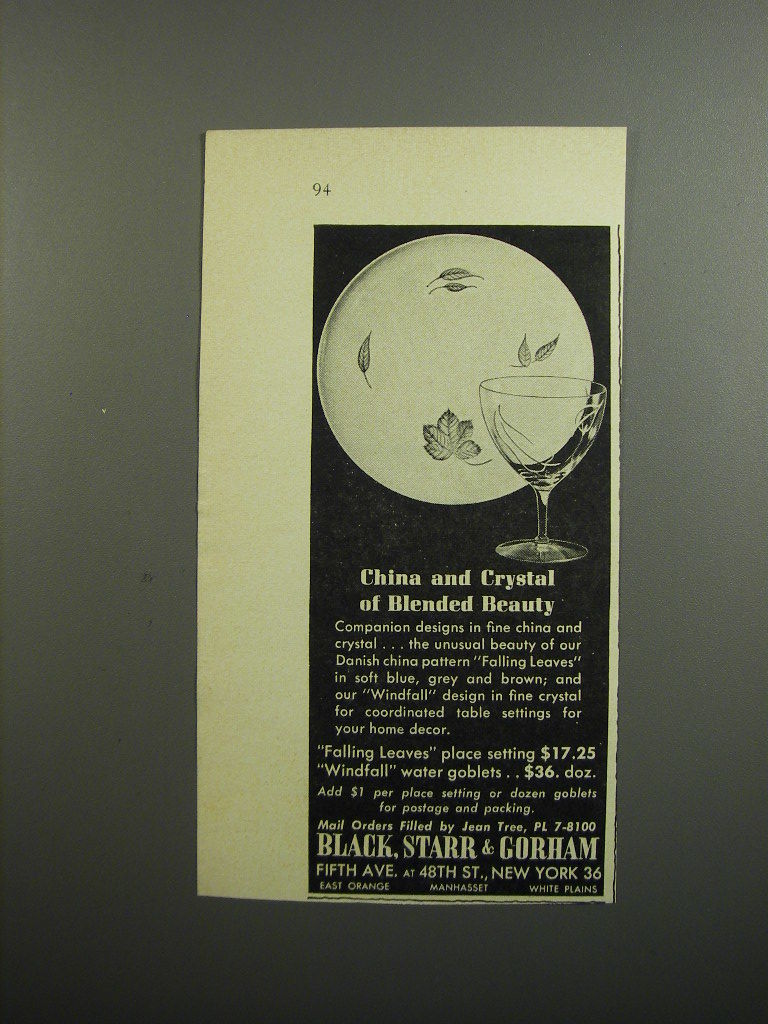 94
China and Crystal
of Blended Beauty
Companion designs in fine china and
crystal . . . the unusual beauty of our
Danish china pattern "Falling Leaves"
in soft blue, grey and brown; and
our "Windfall" design in fine crystal
for coordinated table settings for
your home decor.
"Falling Leaves" place setting $17.25
"Windfall" water goblets . . $36. doz.
Add $1 per place setting or dozen goblets
for postage and packing.
Mail Orders Filled by Jean Tree, PL 7-8100
BLACK, STARR & GORHAM
FIFTH AVE. AT 48TH ST., NEW YORK 36
EAST ORANGE MANHASSET WHITE PLAINS